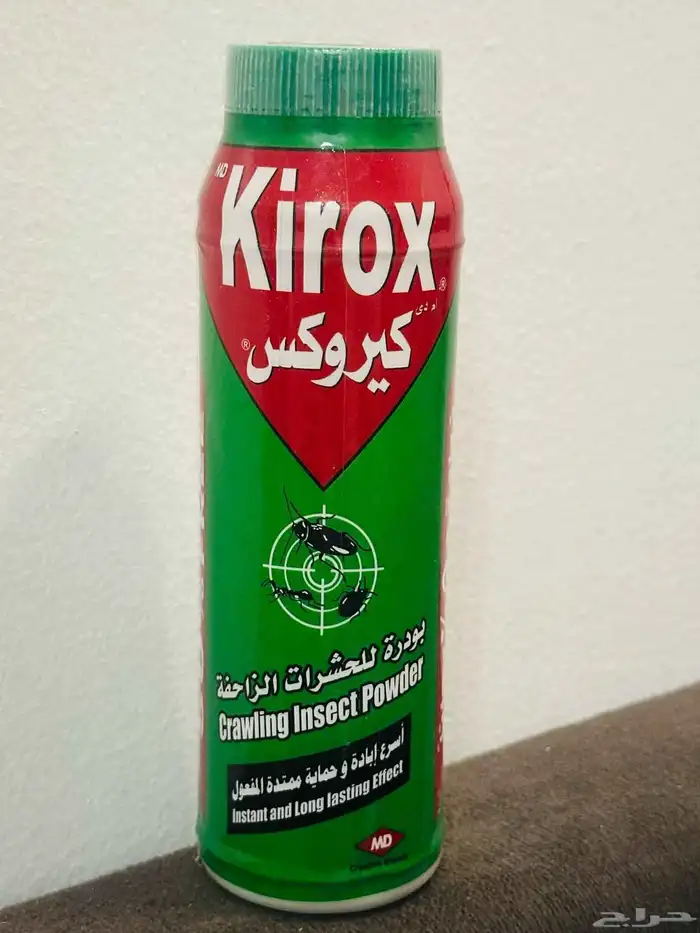 MD
Kirox®
ام دى
كيروكس®
بودرة للحشرات الزاحفة
Crawling Insect Powder
أسرع إبادة و حماية ممتدة المفعول
Instant and Long lasting Effect
MD
حراج